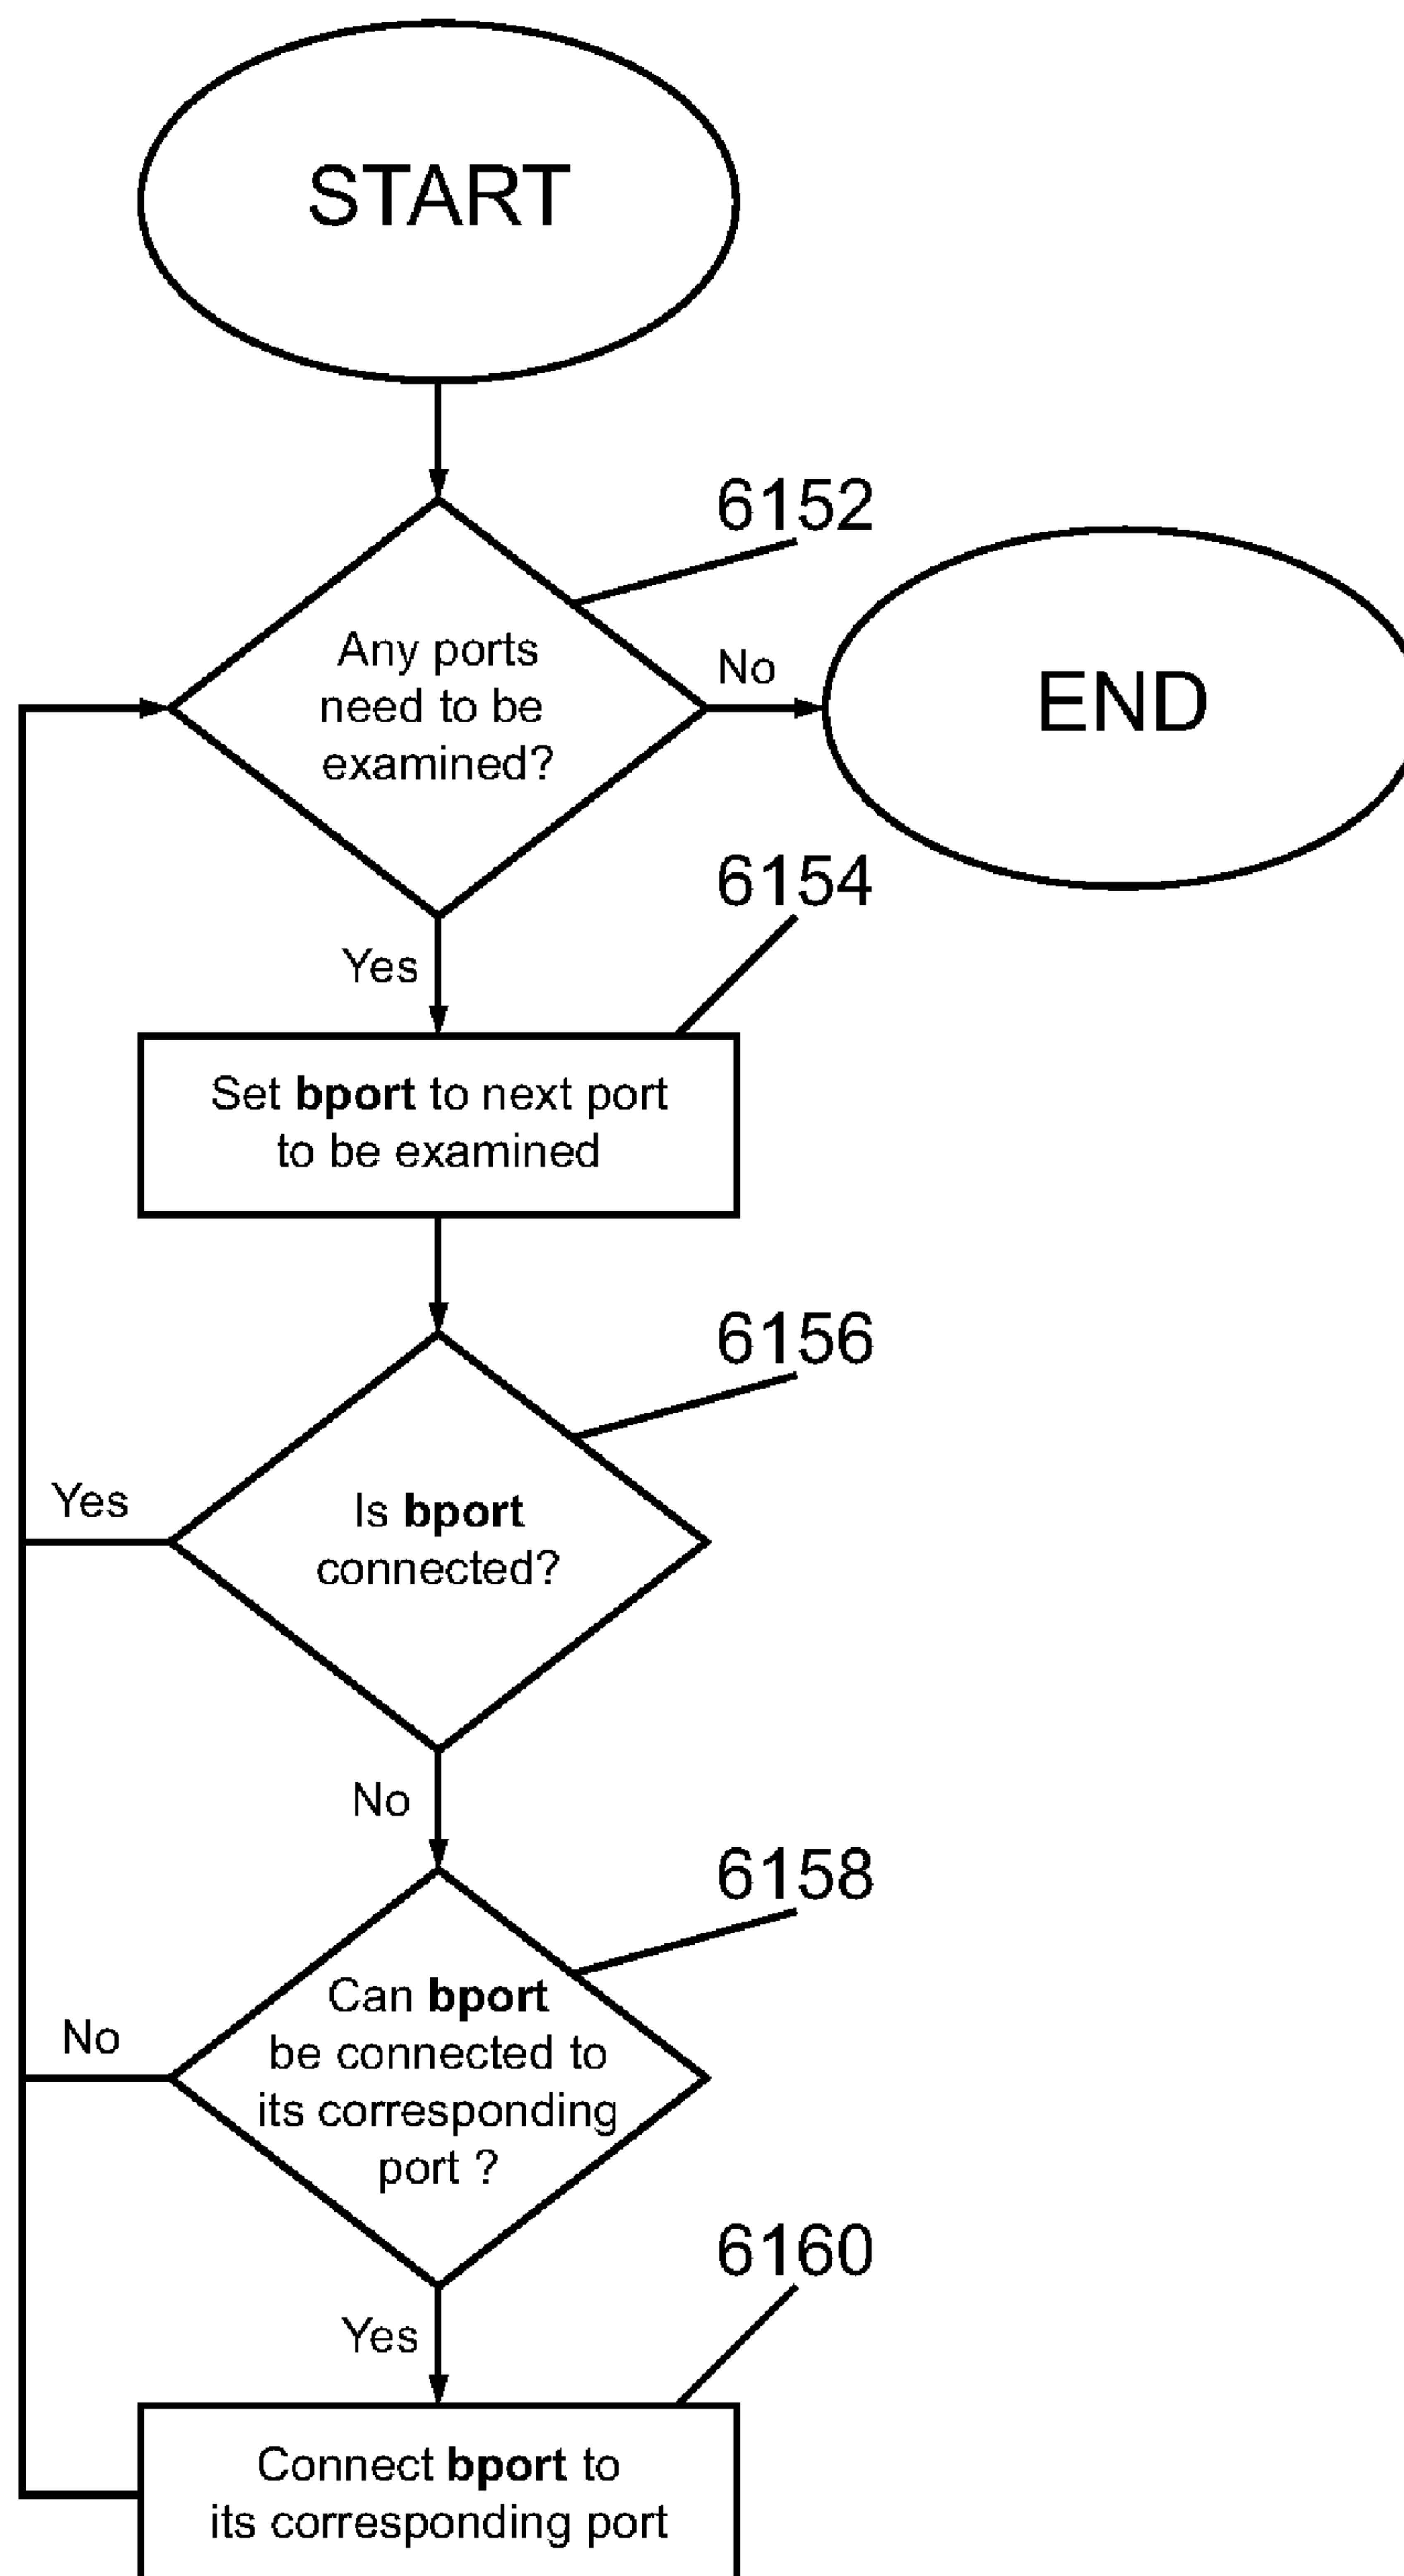 START
6152
Any ports
need to be
examined?
No
END
6154
Yes
Set bport to next port
to be examined
6156
Yes
Is bport
connected?
No
6158
Can bport
be connected to
its corresponding
port ?
No
6160
Yes
Connect bport to
its corresponding port